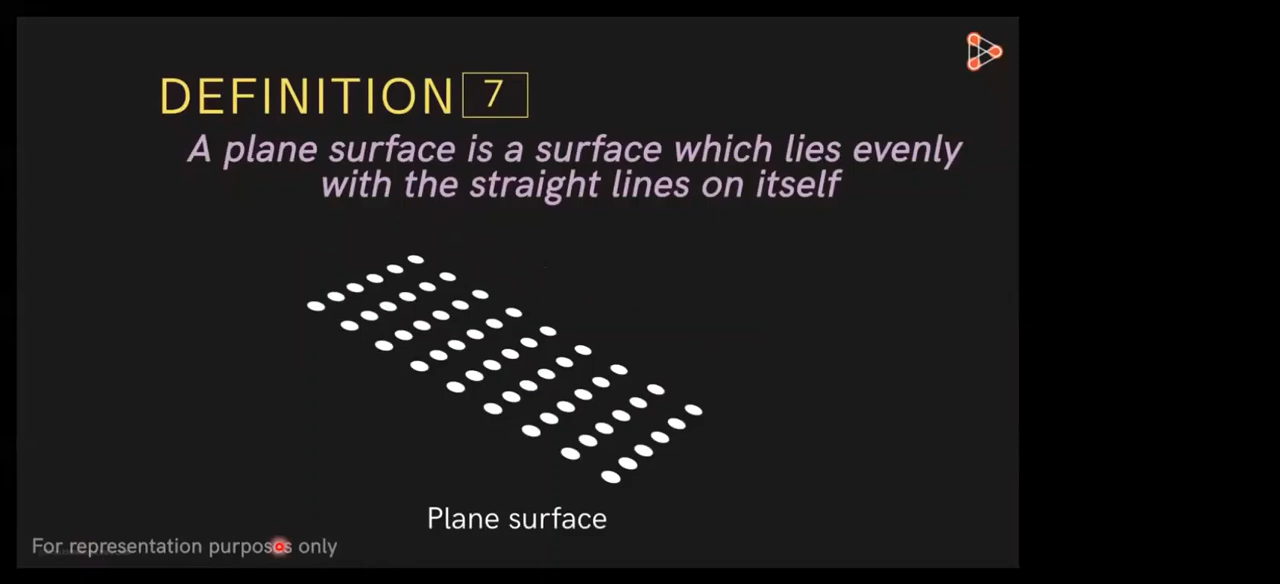 DEFINITION 7
A plane surface is a surface which lies evenly
with the straight lines on itself
Plane surface
For representation purposes only